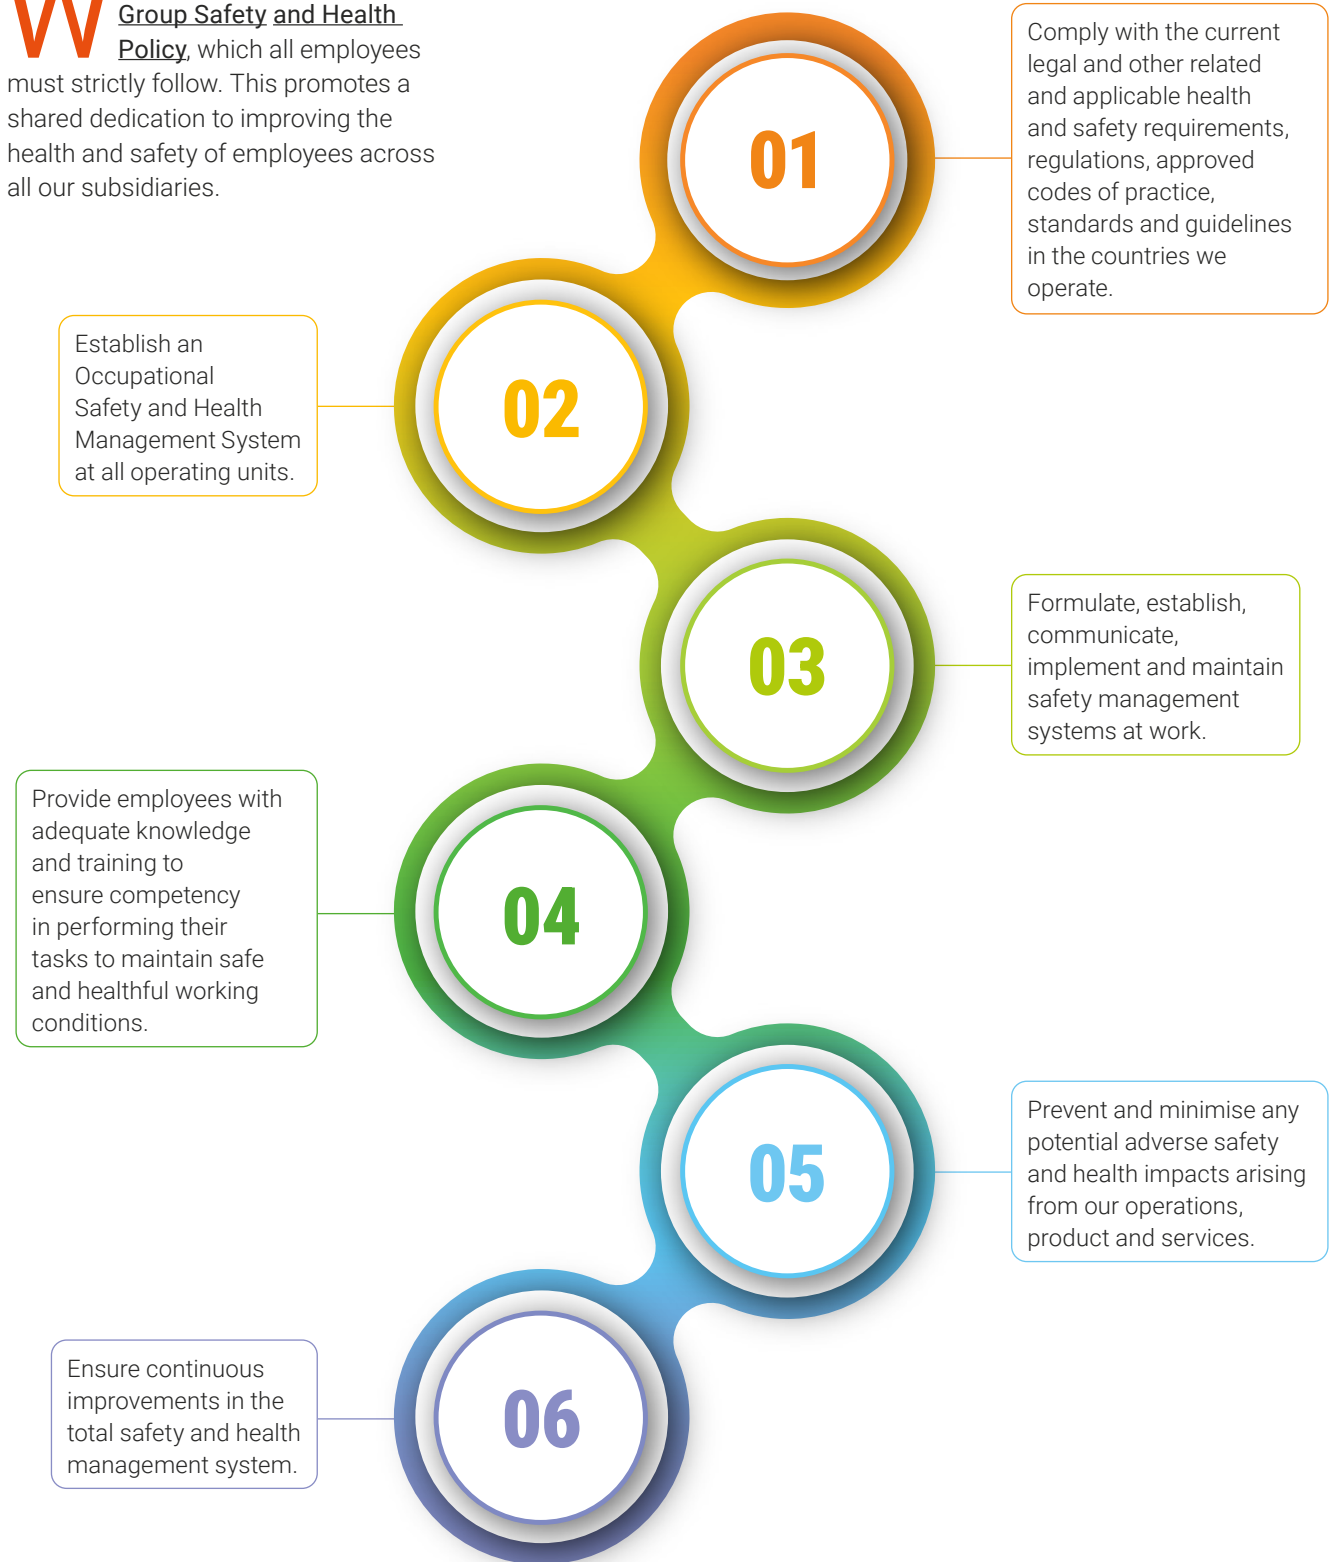 W
Group Safety and Health
Policy, which all employees
must strictly follow. This promotes a
shared dedication to improving the
health and safety of employees across
all our subsidiaries.
01
Comply with the current
legal and other related
and applicable health
and safety requirements,
regulations, approved
codes of practice,
standards and guidelines
in the countries we
operate.
02
Establish an
Occupational
Safety and Health
Management System
at all operating units.
03
Formulate, establish,
communicate,
implement and maintain
safety management
systems at work.
04
Provide employees with
adequate knowledge
and training to
ensure competency
in performing their
tasks to maintain safe
and healthful working
conditions.
05
Prevent and minimise any
potential adverse safety
and health impacts arising
from our operations,
product and services.
06
Ensure continuous
improvements in the
total safety and health
management system.